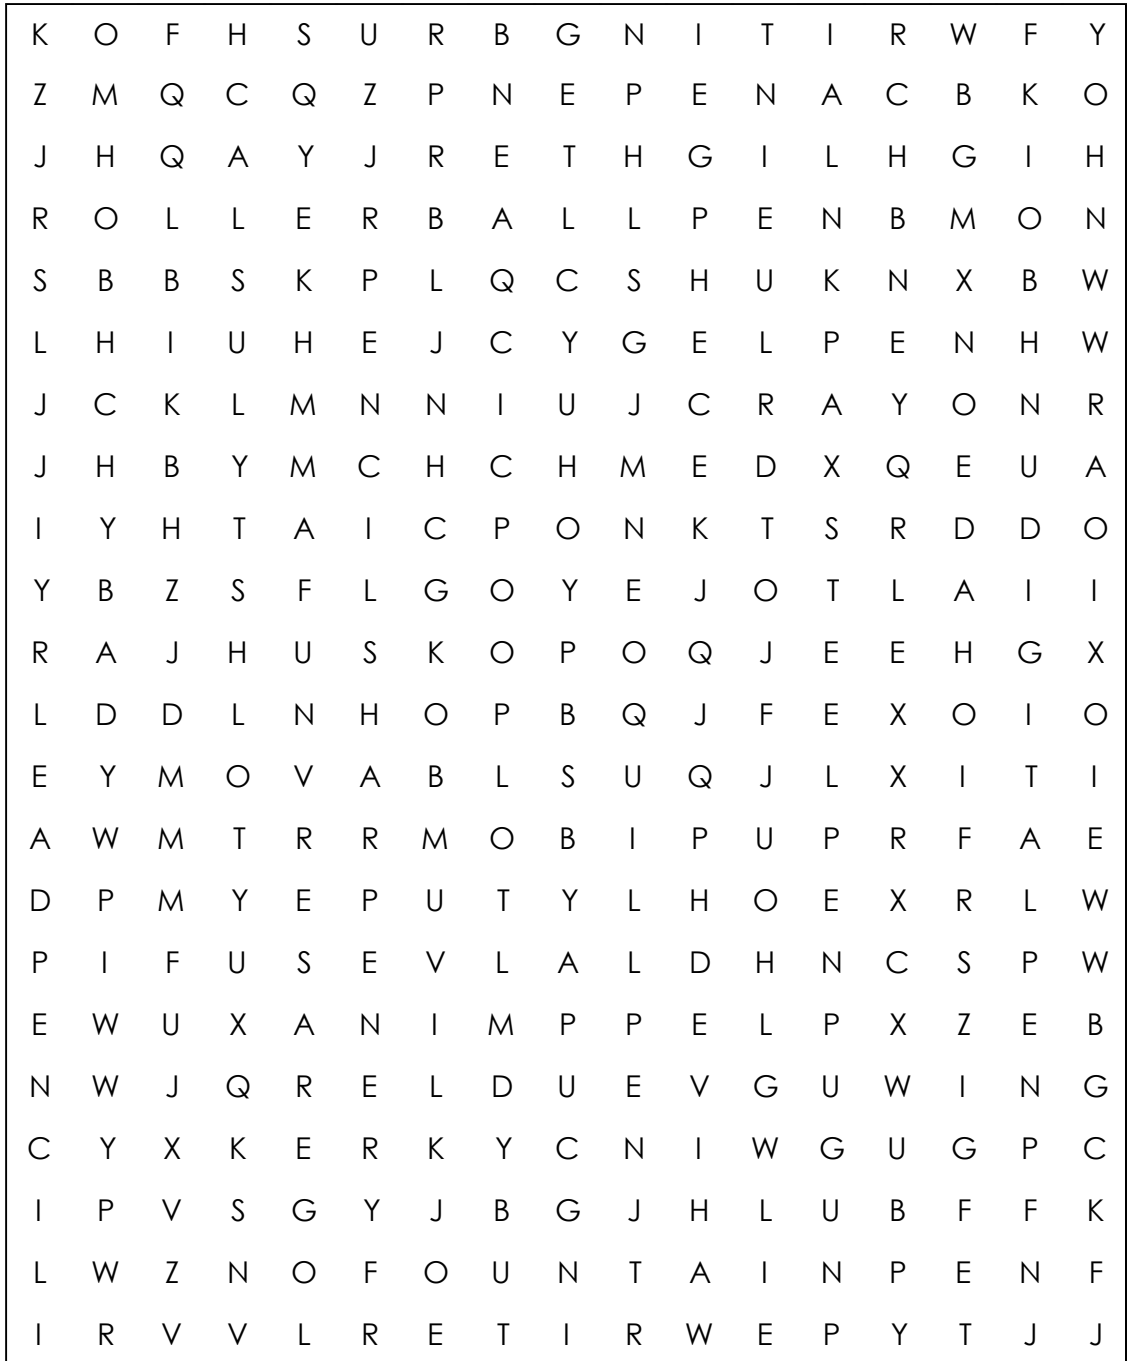 K O F H S U R B G N I T I R W F Y
Z M Q C Q Z P N E P E N A C B K O
J H Q A Y J R E T H G I L H G I H
R O L L E R B A L L P E N B M O N
S B B S K P L Q C S H U K N X B W
L H I U H E J C Y G E L P E N H W
J C K L M N N I U J C R A Y O N R
J H B Y M C H C H M E D X Q E U A
I Y H T A I C P O N K T S R D D O
Y B Z S F L G O Y E J O T L A I I
R A J H U S K O P O Q J E E H G X
L D D L N H O P B Q J F E X O I O
E Y M O V A B L S U Q J L X I T I
A W M T R R M O B I P U P R F A E
D P M Y E P U T Y L H O E X R L W
P I F U S E V L A L D H N C S P W
E W U X A N I M P P E L P X Z E B
N W J Q R E L D U E V G U W I N G
C Y X K E R K Y C N I W G U G P C
I P V S G Y J B G J H L U B F F K
L W Z N O F O U N T A I N P E N F
I R V V L R E T I R W E P Y T J J